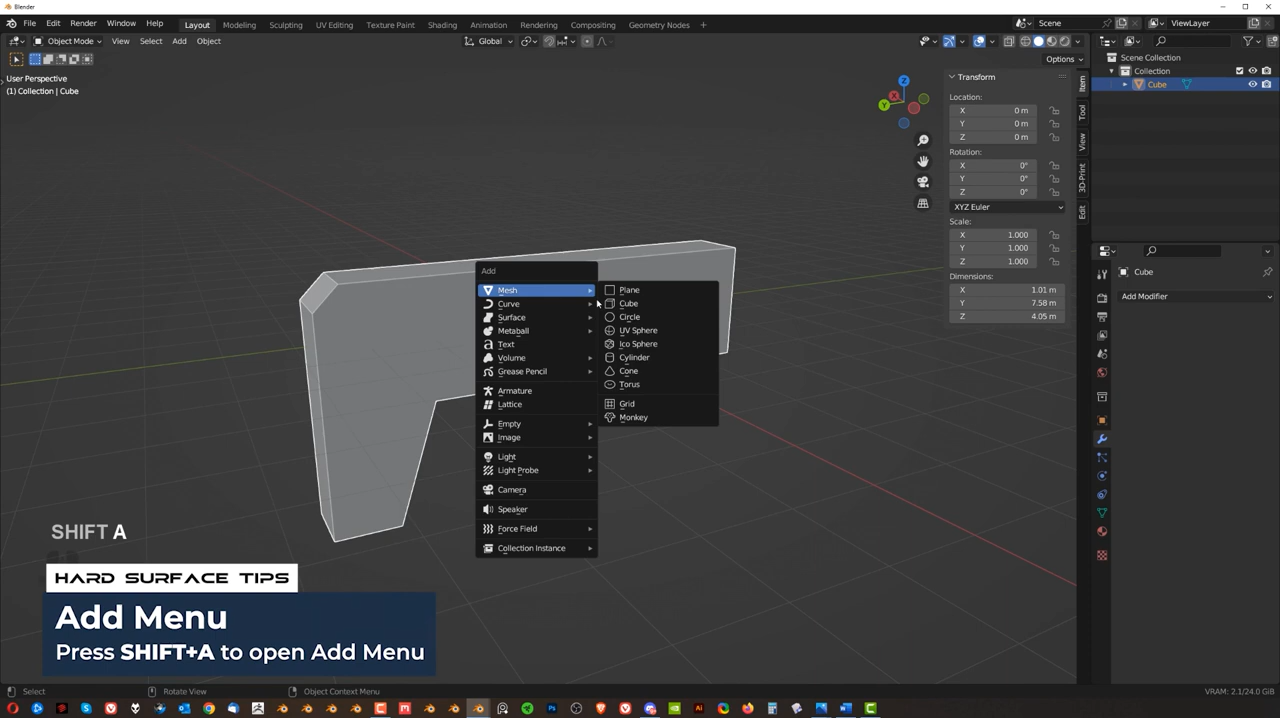 Blender
File Edit Render Window Help
Layout Modeling Sculpting UV Editing Texture Paint Shading Animation Rendering Compositing Geometry Nodes +
Scene
ViewLayer
Object Mode View Select Add Object
Global
Options
User Perspective
(1) Collection | Cube
Z
X
Y
Transform
Location:
X 0 m
Y 0 m
Z 0 m
Rotation:
X 0°
Y 0°
Z 0°
XYZ Euler
Scale:
X 1.000
Y 1.000
Z 1.000
Dimensions:
X 1.01 m
Y 7.58 m
Z 4.05 m
Item
Tool
View
3D-Print
Edit
Scene Collection
Collection
Cube
Cube
Add Modifier
Add
Mesh
Curve
Surface
Metaball
Text
Volume
Grease Pencil
Armature
Lattice
Empty
Image
Light
Light Probe
Camera
Speaker
Force Field
Collection Instance
Plane
Cube
Circle
UV Sphere
Ico Sphere
Cylinder
Cone
Torus
Grid
Monkey
SHIFT A
HARD SURFACE TIPS
Add Menu
Press SHIFT+A to open Add Menu
Select
Rotate View
Object Context Menu
VRAM: 2.1/24.0 GiB